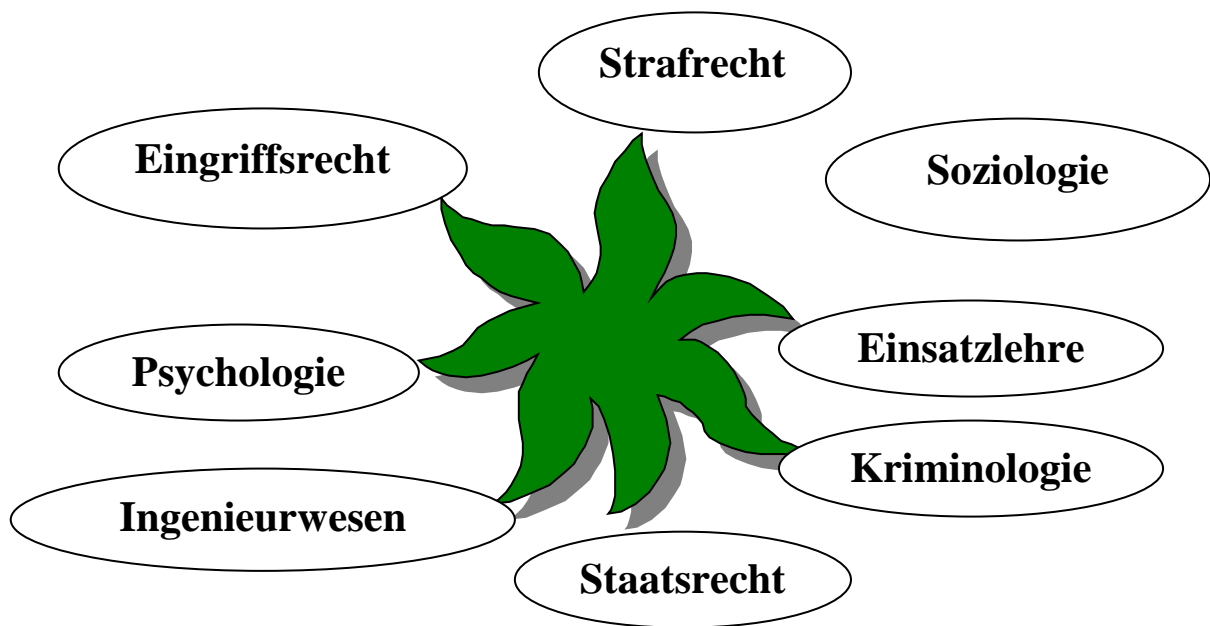 Strafrecht
Eingriffsrecht
Soziologie
Einsatzlehre
Psychologie
Kriminologie
Ingenieurwesen
Staatsrecht